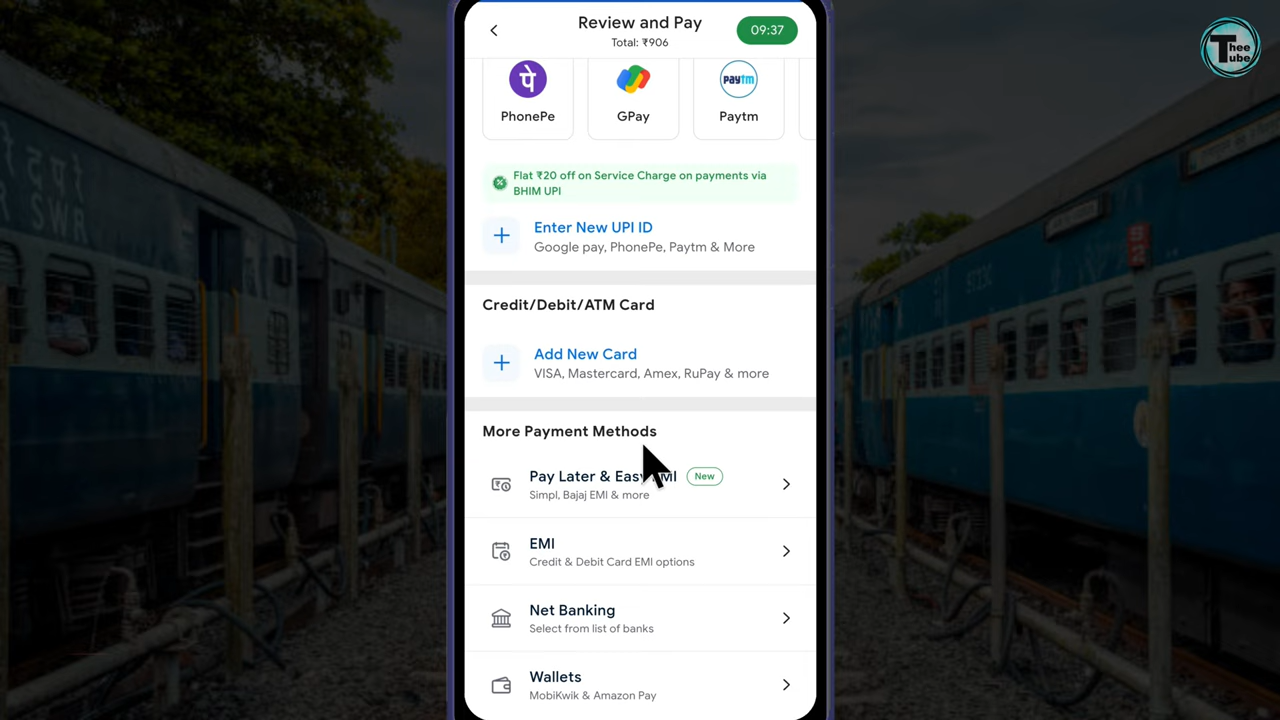 Review and Pay
Total: ₹906
09:37
Thee
Tube
पे
paytm
PhonePe
GPay
Paytm
Flat ₹20 off on Service Charge on payments via
BHIM UPI
Enter New UPI ID
Google pay, PhonePe, Paytm & More
Credit/Debit/ATM Card
Add New Card
VISA, Mastercard, Amex, RuPay & more
More Payment Methods
Pay Later & Easy EMI
New
Simpl, Bajaj EMI & more
EMI
Credit & Debit Card EMI options
Net Banking
Select from list of banks
Wallets
MobiKwik & Amazon Pay
SWR